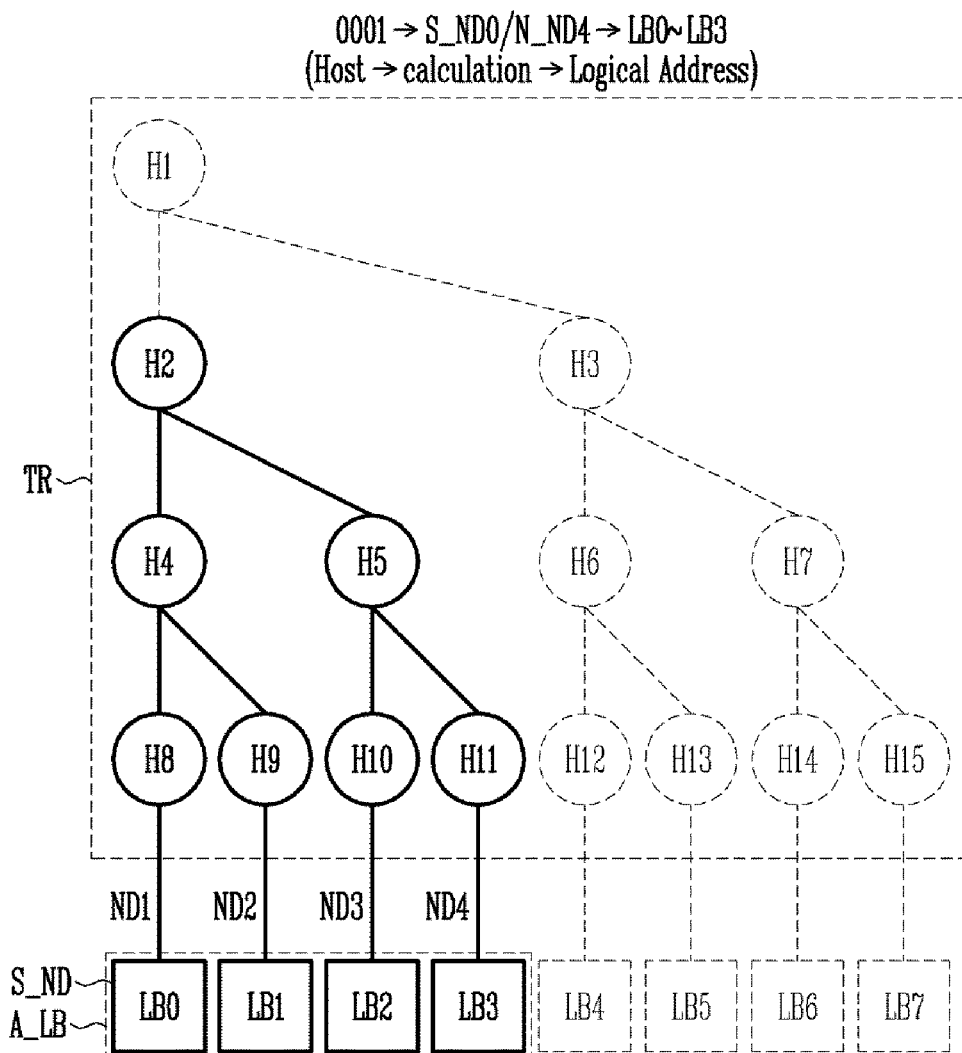 0001 → S_ND0/N_ND4 → LB0~LB3
(Host → calculation → Logical Address)
H1
H2 H3
TR
H4 H5 H6 H7
H8 H9 H10 H11 H12 H13 H14 H15
ND1 ND2 ND3 ND4
S_ND
LB0 LB1 LB2 LB3 LB4 LB5 LB6 LB7
A_LB